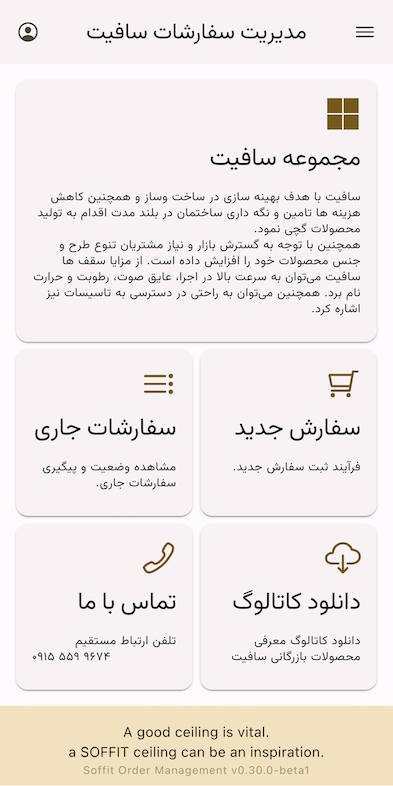 مدیریت سفارشات سافیت
مجموعه سافیت
سافیت با هدف بهینه سازی در ساخت وساز و همچنین کاهش
هزینه ها تامین و نگه داری ساختمان در بلند مدت اقدام به تولید
محصولات گچی نمود.
همچنین با توجه به گسترش بازار و نیاز مشتریان تنوع طرح و
جنس محصولات خود را افزایش داده است. از مزایا سقف ها
سافیت می‌توان به سرعت بالا در اجرا، عایق صوت، رطوبت و حرارت
نام برد. همچنین می‌توان به راحتی در دسترسی به تاسیسات نیز
اشاره کرد.
سفارش جدید
فرآیند ثبت سفارش جدید.
سفارشات جاری
مشاهده وضعیت و پیگیری
سفارشات جاری.
دانلود کاتالوگ
دانلود کاتالوگ معرفی
محصولات بازرگانی سافیت
تماس با ما
تلفن ارتباط مستقیم
۰۹۱۵ ۵۵۹ ۹۶۷۴
A good ceiling is vital.
a SOFFIT ceiling can be an inspiration.
Soffit Order Management v0.30.0-beta1